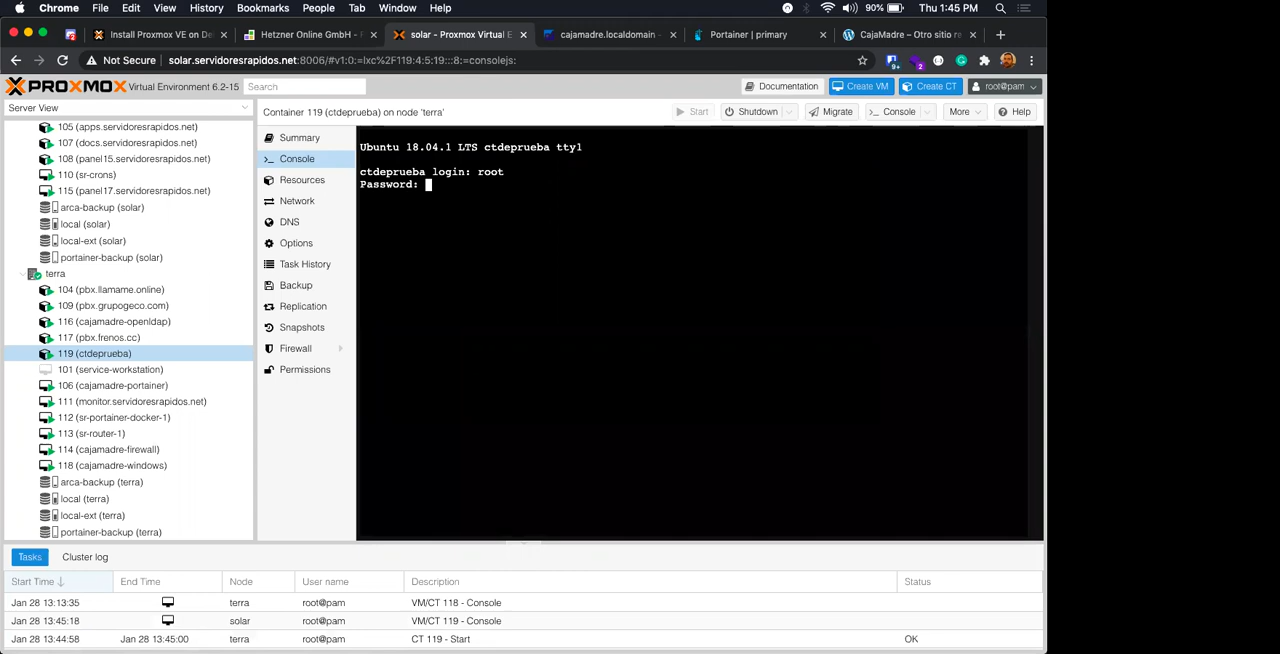 Chrome File Edit View History Bookmarks People Tab Window Help 90% Thu 1:45 PM
Install Proxmox VE on De Hetzner Online GmbH - F solar - Proxmox Virtual E cajamadre.localdomain - Portainer | primary CajaMadre – Otro sitio re
Not Secure solar.servidoresrapidos.net:8006/#v1:0:=lxc%2F119:4:5:19:::8:=consolejs:
PROXMOX Virtual Environment 6.2-15 Search Documentation Create VM Create CT root@pam
Server View
Container 119 (ctdeprueba) on node 'terra' Start Shutdown Migrate >_ Console More Help
105 (apps.servidoresrapidos.net)
107 (docs.servidoresrapidos.net)
108 (panel15.servidoresrapidos.net)
110 (sr-crons)
115 (panel17.servidoresrapidos.net)
arca-backup (solar)
local (solar)
local-ext (solar)
portainer-backup (solar)
terra
104 (pbx.llamame.online)
109 (pbx.grupogeco.com)
116 (cajamadre-openldap)
117 (pbx.frenos.cc)
119 (ctdeprueba)
101 (service-workstation)
106 (cajamadre-portainer)
111 (monitor.servidoresrapidos.net)
112 (sr-portainer-docker-1)
113 (sr-router-1)
114 (cajamadre-firewall)
118 (cajamadre-windows)
arca-backup (terra)
local (terra)
local-ext (terra)
portainer-backup (terra)
Summary
>_ Console
Resources
Network
DNS
Options
Task History
Backup
Replication
Snapshots
Firewall
Permissions
Ubuntu 18.04.1 LTS ctdeprueba tty1
ctdeprueba login: root
Password:
Tasks Cluster log
Start Time ↓ End Time Node User name Description Status
Jan 28 13:13:35 terra root@pam VM/CT 118 - Console
Jan 28 13:45:18 solar root@pam VM/CT 119 - Console
Jan 28 13:44:58 Jan 28 13:45:00 terra root@pam CT 119 - Start OK